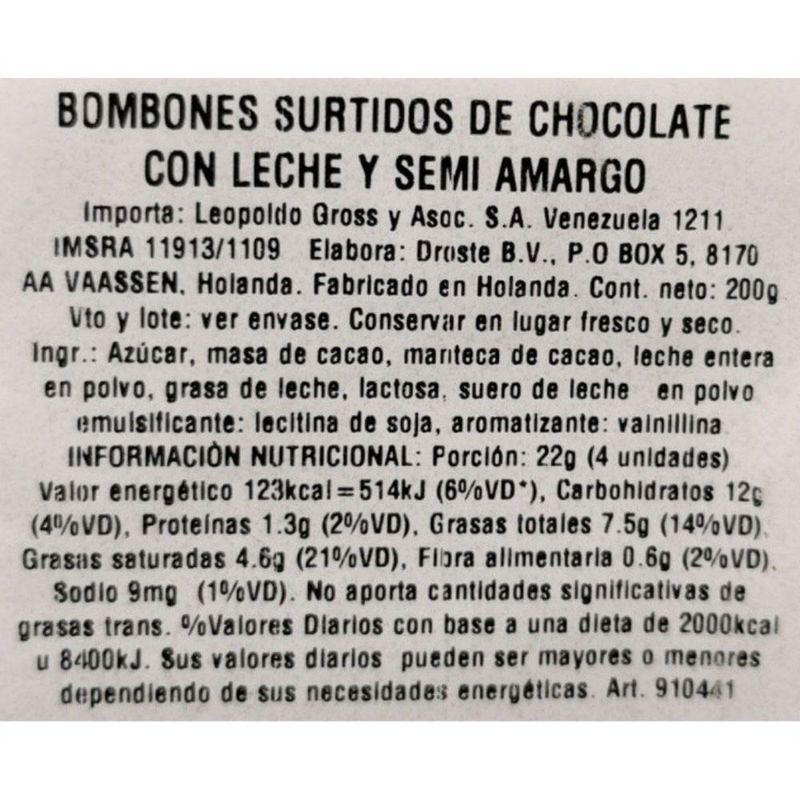 BOMBONES SURTIDOS DE CHOCOLATE
CON LECHE Y SEMI AMARGO
Importa: Leopoldo Gross y Asoc. S.A. Venezuela 1211
IMSRA 11913/1109 Elabora: Droste B.V., P.O BOX 5, 8170
AA VAASSEN, Holanda. Fabricado en Holanda. Cont. neto: 200g
Vto y lote: ver envase. Conservar en lugar fresco y seco.
Ingr.: Azúcar, masa de cacao, manteca de cacao, leche entera
en polvo, grasa de leche, lactosa, suero de leche en polvo
emulsificante: lecitina de soja, aromatizante: vainillina
INFORMACIÓN NUTRICIONAL: Porción: 22g (4 unidades)
Valor energético 123kcal=514kJ (6%VD*), Carbohidratos 12g
(4%VD), Proteínas 1.3g (2%VD), Grasas totales 7.5g (14%VD),
Grasas saturadas 4.6g (21%VD), Fibra alimentaria 0.6g (2%VD),
Sodio 9mg (1%VD). No aporta cantidades significativas de
grasas trans. %Valores Diarios con base a una dieta de 2000kcal
u 8400kJ. Sus valores diarios pueden ser mayores o menores
dependiendo de sus necesidades energéticas. Art. 910441